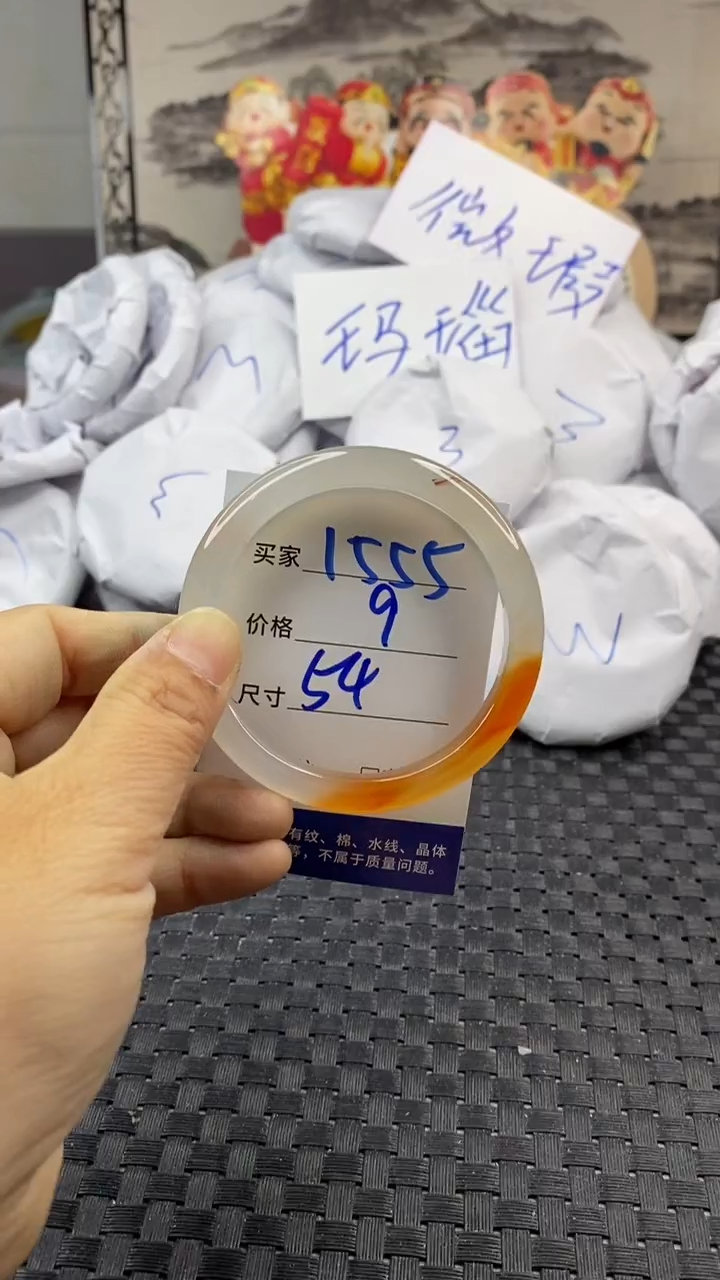 微瑕
玛瑙
3
买家 1555
价格 9
尺寸 54
有纹、棉、水线、晶体
等，不属于质量问题。